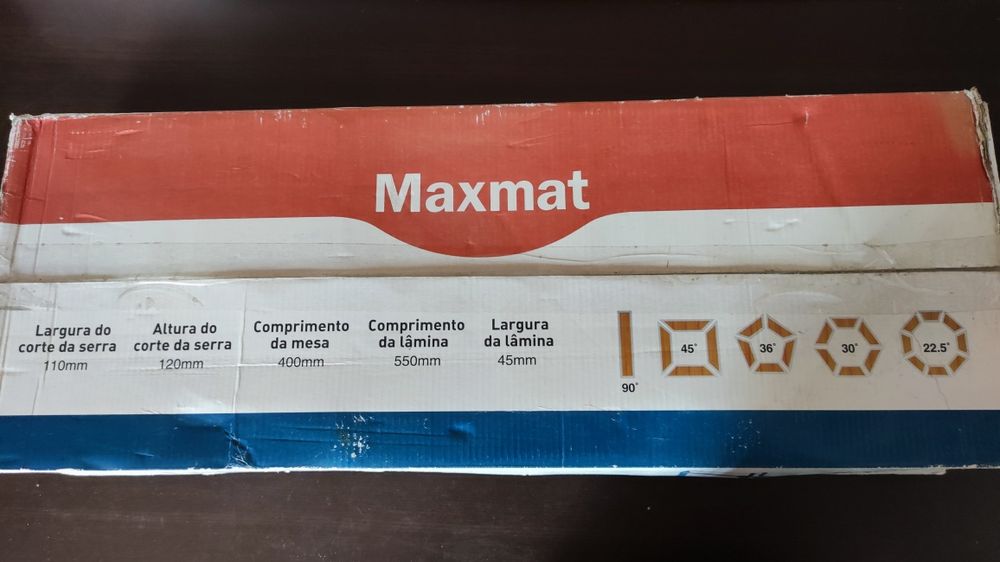 Maxmat
Largura do
corte da serra
110mm
Altura do
corte da serra
120mm
Comprimento
da mesa
400mm
Comprimento
da lâmina
550mm
Largura
da lâmina
45mm
90°
45°
36°
30°
22.5°